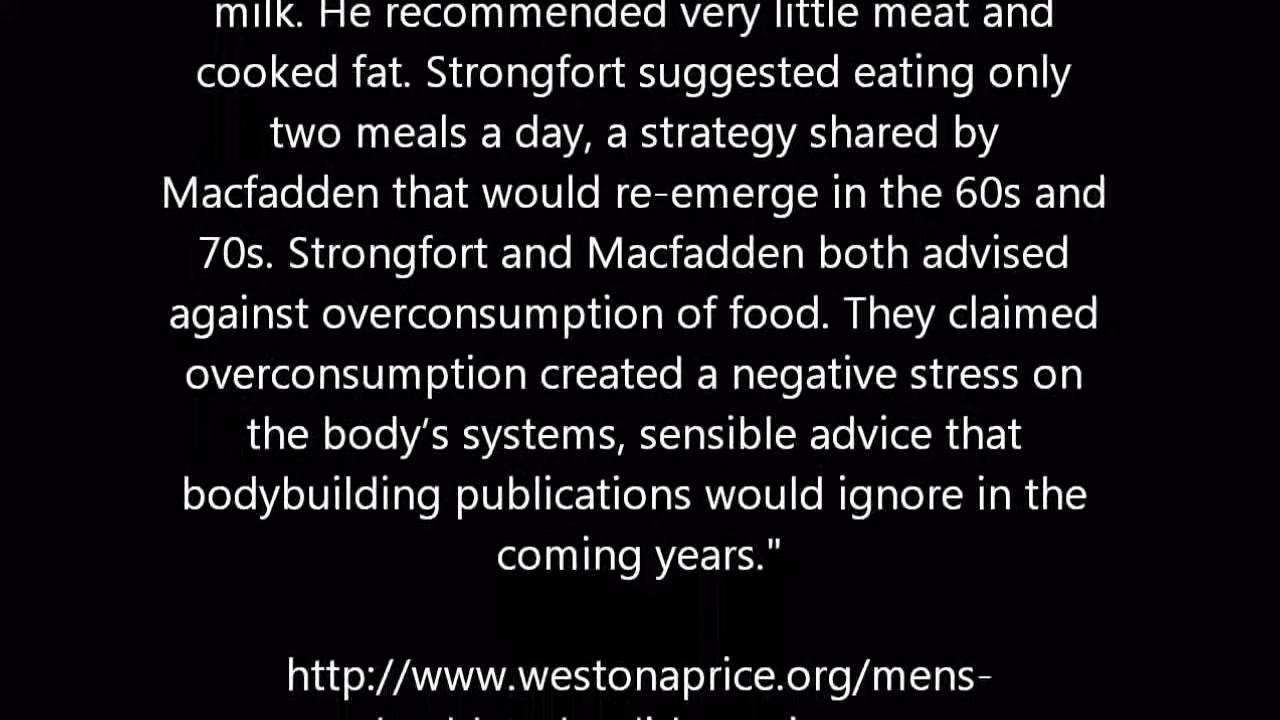 milk. He recommended very little meat and
cooked fat. Strongfort suggested eating only
two meals a day, a strategy shared by
Macfadden that would re-emerge in the 60s and
70s. Strongfort and Macfadden both advised
against overconsumption of food. They claimed
overconsumption created a negative stress on
the body’s systems, sensible advice that
bodybuilding publications would ignore in the
coming years."
http://www.westonaprice.org/mens-